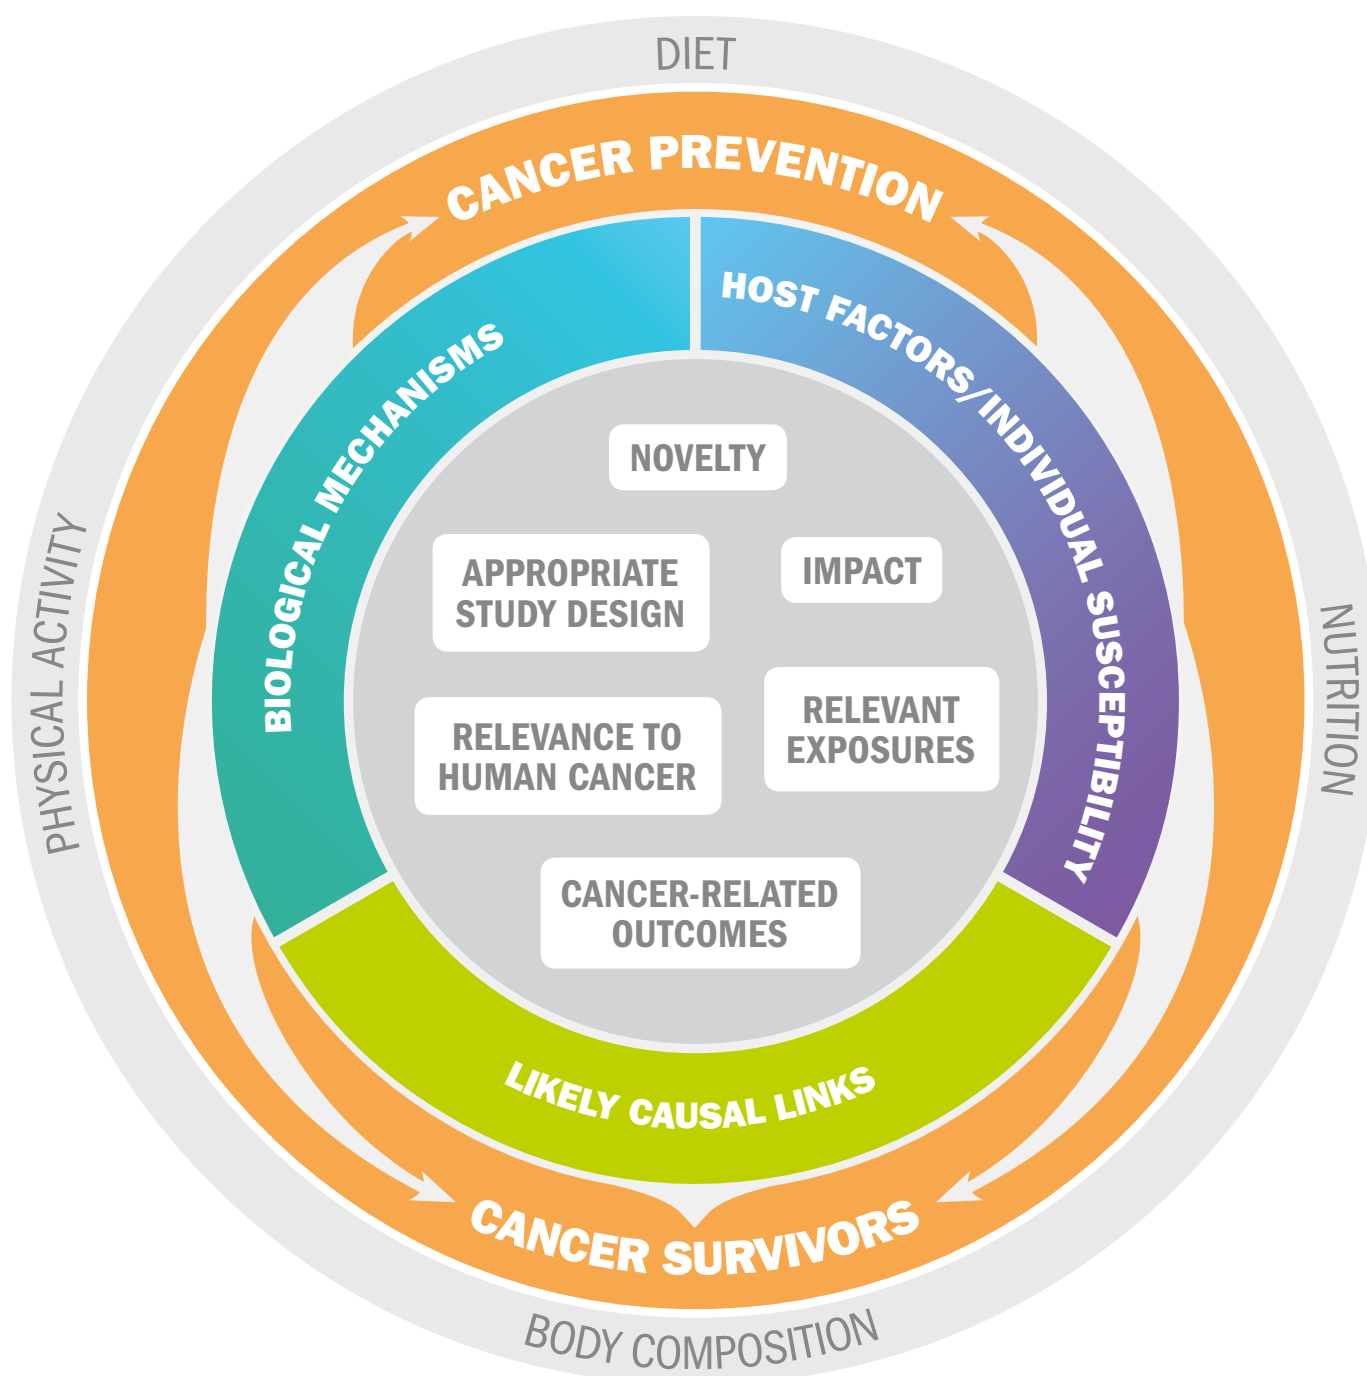 DIET
CANCER PREVENTION
BIOLOGICAL MECHANISMS
HOST FACTORS/INDIVIDUAL SUSCEPTIBILITY
NOVELTY
APPROPRIATE
STUDY DESIGN
IMPACT
RELEVANCE TO
HUMAN CANCER
RELEVANT
EXPOSURES
CANCER-RELATED
OUTCOMES
PHYSICAL ACTIVITY
NUTRITION
LIKELY CAUSAL LINKS
CANCER SURVIVORS
BODY COMPOSITION